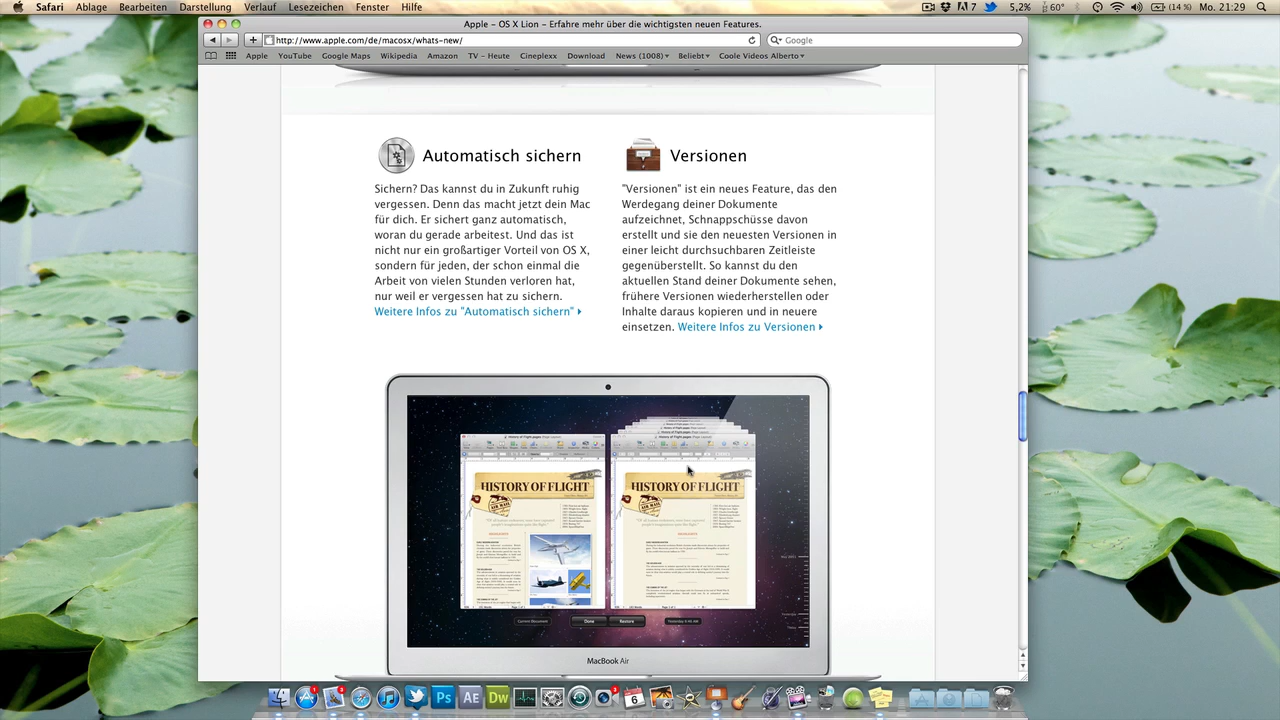 Safari Ablage Bearbeiten Darstellung Verlauf Lesezeichen Fenster Hilfe 7 5,2% 60° (14 %) Mo. 21:29
Apple – OS X Lion – Erfahre mehr über die wichtigsten neuen Features.
http://www.apple.com/de/macosx/whats-new/ Google
Apple YouTube Google Maps Wikipedia Amazon TV – Heute Cineplexx Download News (1008) Beliebt Coole Videos Alberto
Automatisch sichern
Sichern? Das kannst du in Zukunft ruhig
vergessen. Denn das macht jetzt dein Mac
für dich. Er sichert ganz automatisch,
woran du gerade arbeitest. Und das ist
nicht nur ein großartiger Vorteil von OS X,
sondern für jeden, der schon einmal die
Arbeit von vielen Stunden verloren hat,
nur weil er vergessen hat zu sichern.
Weitere Infos zu "Automatisch sichern"
Versionen
"Versionen" ist ein neues Feature, das den
Werdegang deiner Dokumente
aufzeichnet, Schnappschüsse davon
erstellt und sie den neuesten Versionen in
einer leicht durchsuchbaren Zeitleiste
gegenüberstellt. So kannst du den
aktuellen Stand deiner Dokumente sehen,
frühere Versionen wiederherstellen oder
Inhalte daraus kopieren und in neuere
einsetzen. Weitere Infos zu Versionen
HISTORY OF FLIGHT
HISTORY OF FLIGHT
Current Document Done Restore Yesterday
MacBook Air
Ps AE Dw 6